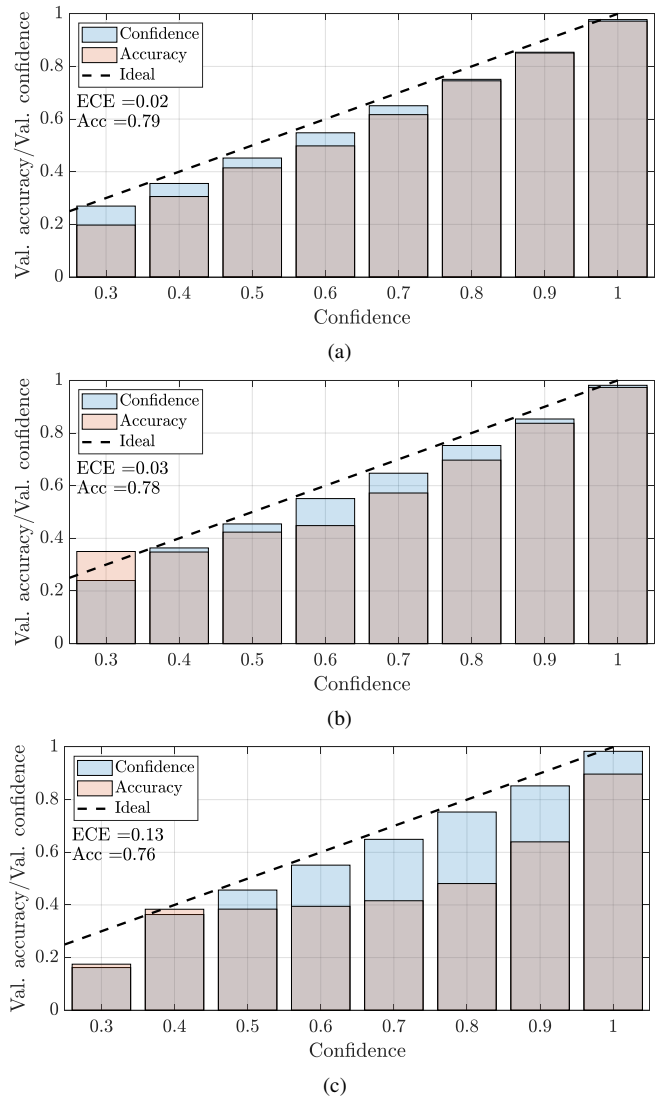 1
0.8
0.6
0.4
0.2
0
Val. accuracy/Val. confidence
Confidence
Accuracy
Ideal
ECE =0.02
Acc =0.79
0.3 0.4 0.5 0.6 0.7 0.8 0.9 1
Confidence
(a)
1
0.8
0.6
0.4
0.2
0
Val. accuracy/Val. confidence
Confidence
Accuracy
Ideal
ECE =0.03
Acc =0.78
0.3 0.4 0.5 0.6 0.7 0.8 0.9 1
Confidence
(b)
1
0.8
0.6
0.4
0.2
0
Val. accuracy/Val. confidence
Confidence
Accuracy
Ideal
ECE =0.13
Acc =0.76
0.3 0.4 0.5 0.6 0.7 0.8 0.9 1
Confidence
(c)